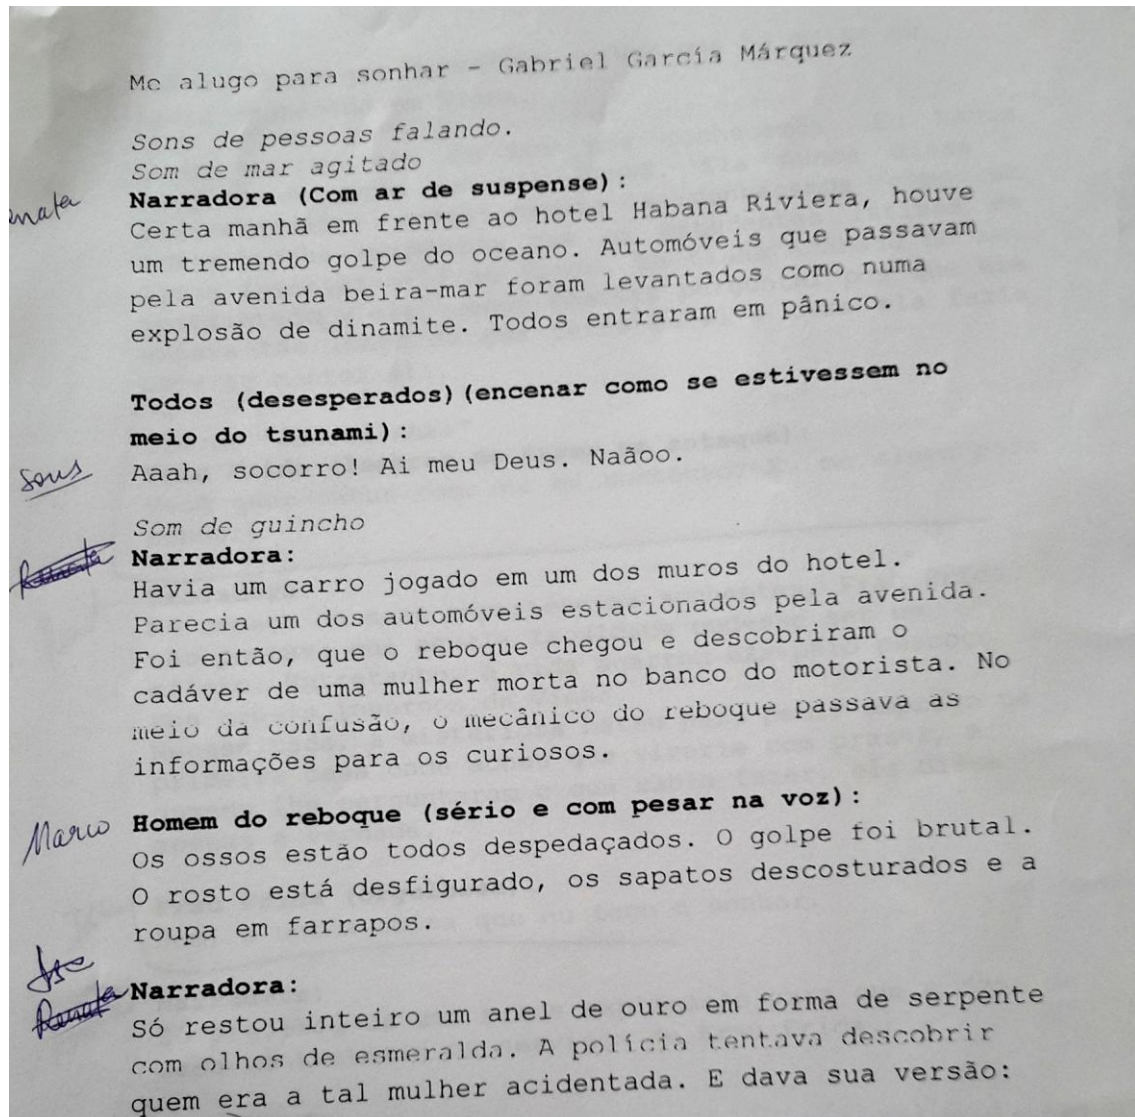 Me alugo para sonhar - Gabriel García Márquez
Sons de pessoas falando.
Som de mar agitado
Narradora (Com ar de suspense):
Certa manhã em frente ao hotel Habana Riviera, houve
um tremendo golpe do oceano. Automóveis que passavam
pela avenida beira-mar foram levantados como numa
explosão de dinamite. Todos entraram em pânico.
Todos (desesperados)(encenar como se estivessem no
meio do tsunami):
Sons
Aaah, socorro! Ai meu Deus. Naãoo.
Som de guincho
Narradora:
Havia um carro jogado em um dos muros do hotel.
Parecia um dos automóveis estacionados pela avenida.
Foi então, que o reboque chegou e descobriram o
cadáver de uma mulher morta no banco do motorista. No
meio da confusão, o mecânico do reboque passava as
informações para os curiosos.
Marco
Homem do reboque (sério e com pesar na voz):
Os ossos estão todos despedaçados. O golpe foi brutal.
O rosto está desfigurado, os sapatos descosturados e a
roupa em farrapos.
Renata
Narradora:
Só restou inteiro um anel de ouro em forma de serpente
com olhos de esmeralda. A polícia tentava descobrir
quem era a tal mulher acidentada. E dava sua versão: